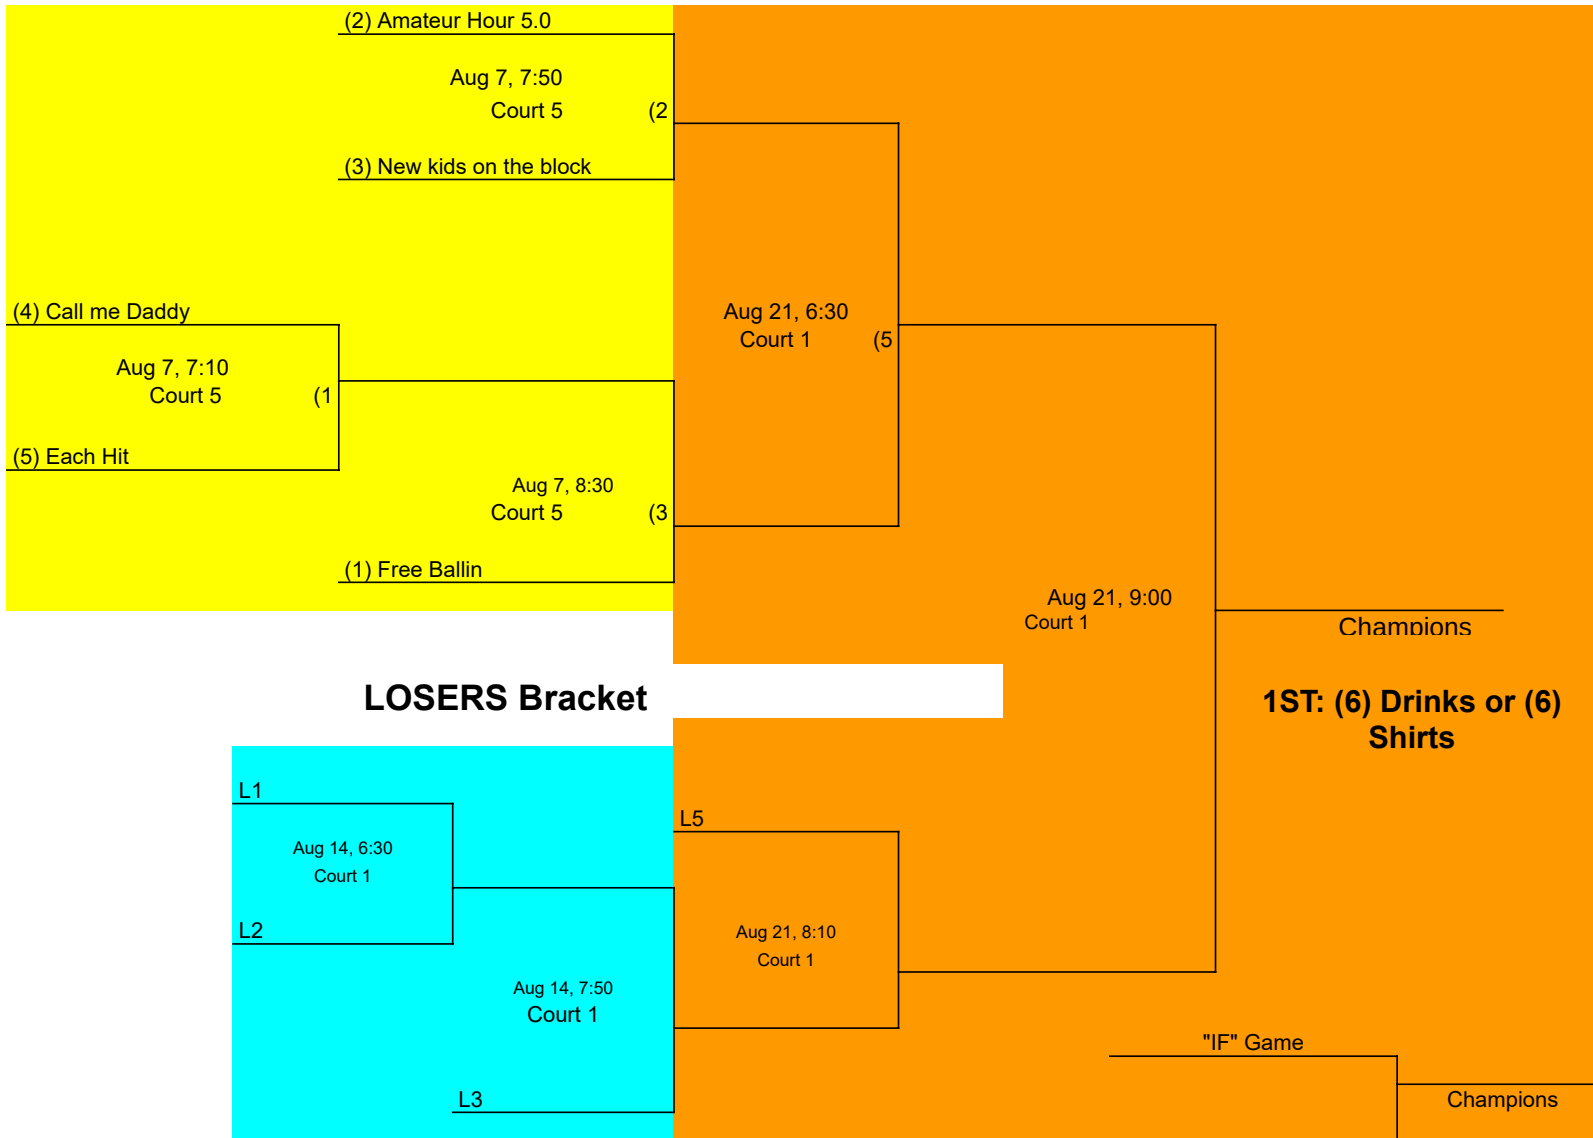 (2) Amateur Hour 5.0
Aug 7, 7:50
Court 5 (2
(3) New kids on the block
(4) Call me Daddy
Aug 21, 6:30
Court 1 (5
Aug 7, 7:10
Court 5 (1
(5) Each Hit
Aug 7, 8:30
Court 5 (3
(1) Free Ballin
Aug 21, 9:00
Court 1
Champions
LOSERS Bracket
1ST: (6) Drinks or (6)
Shirts
L1
L5
Aug 14, 6:30
Court 1
L2
Aug 21, 8:10
Court 1
Aug 14, 7:50
Court 1
"IF" Game
L3
Champions